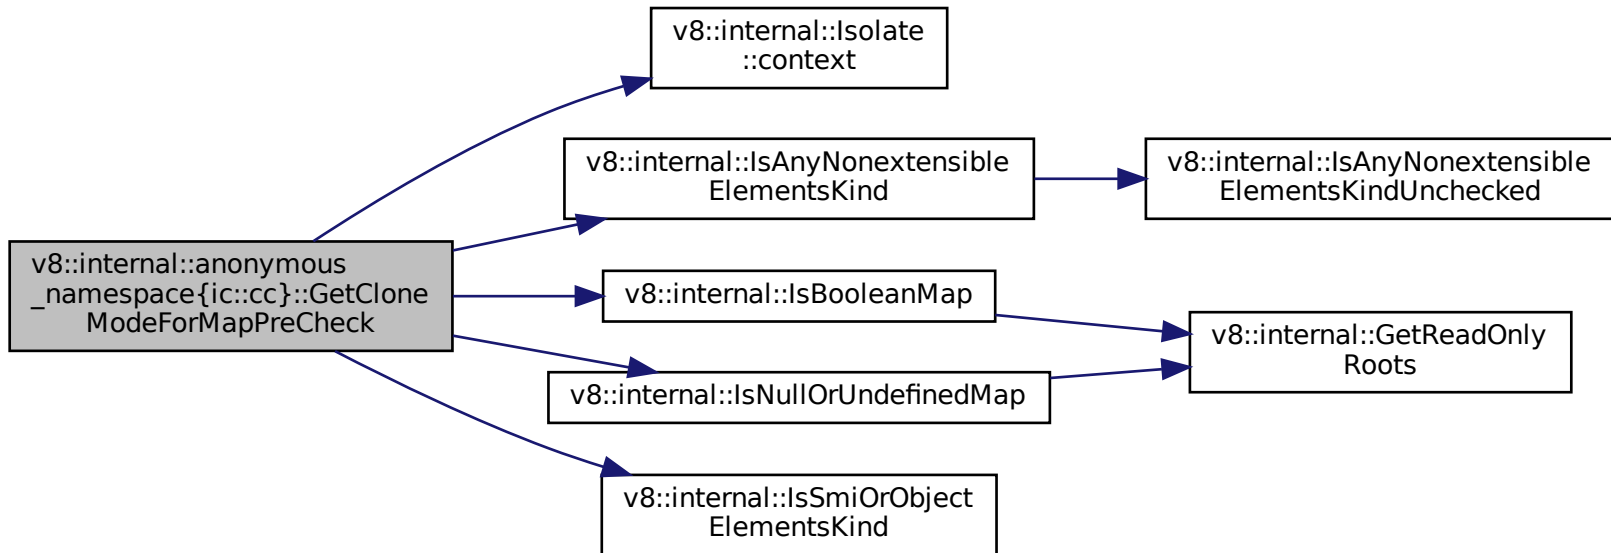 v8::internal::Isolate
::context
v8::internal::IsAnyNonextensible
ElementsKind
v8::internal::IsAnyNonextensible
ElementsKindUnchecked
v8::internal::anonymous
_namespace{ic::cc}::GetClone
ModeForMapPreCheck
v8::internal::IsBooleanMap
v8::internal::GetReadOnly
Roots
v8::internal::IsNullOrUndefinedMap
v8::internal::IsSmiOrObject
ElementsKind